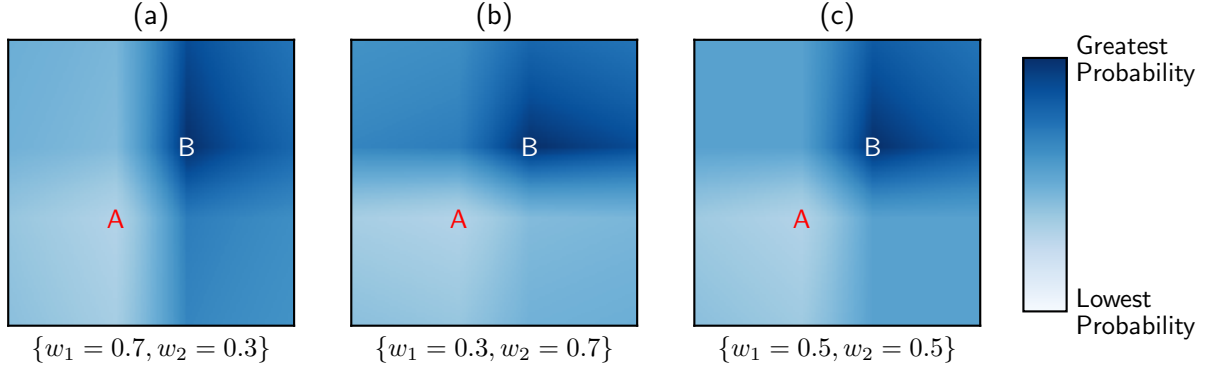 (a)
(b)
(c)
B
A
B
A
B
A
Greatest
Probability
Lowest
Probability
{w₁ = 0.7, w₂ = 0.3}
{w₁ = 0.3, w₂ = 0.7}
{w₁ = 0.5, w₂ = 0.5}